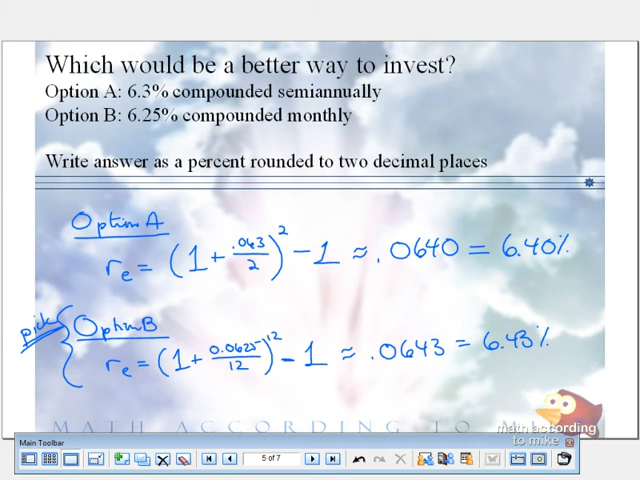 Which would be a better way to invest?
Option A: 6.3% compounded semiannually
Option B: 6.25% compounded monthly
Write answer as a percent rounded to two decimal places
Option A
r_e = (1 + .063/2)^2 - 1 ≈ .0640 = 6.40%
pick
Option B
r_e = (1 + 0.0625/12)^12 - 1 ≈ .0643 = 6.43%
MATH ACCORDING TO M
math according
to mike
Main Toolbar
5 of 7